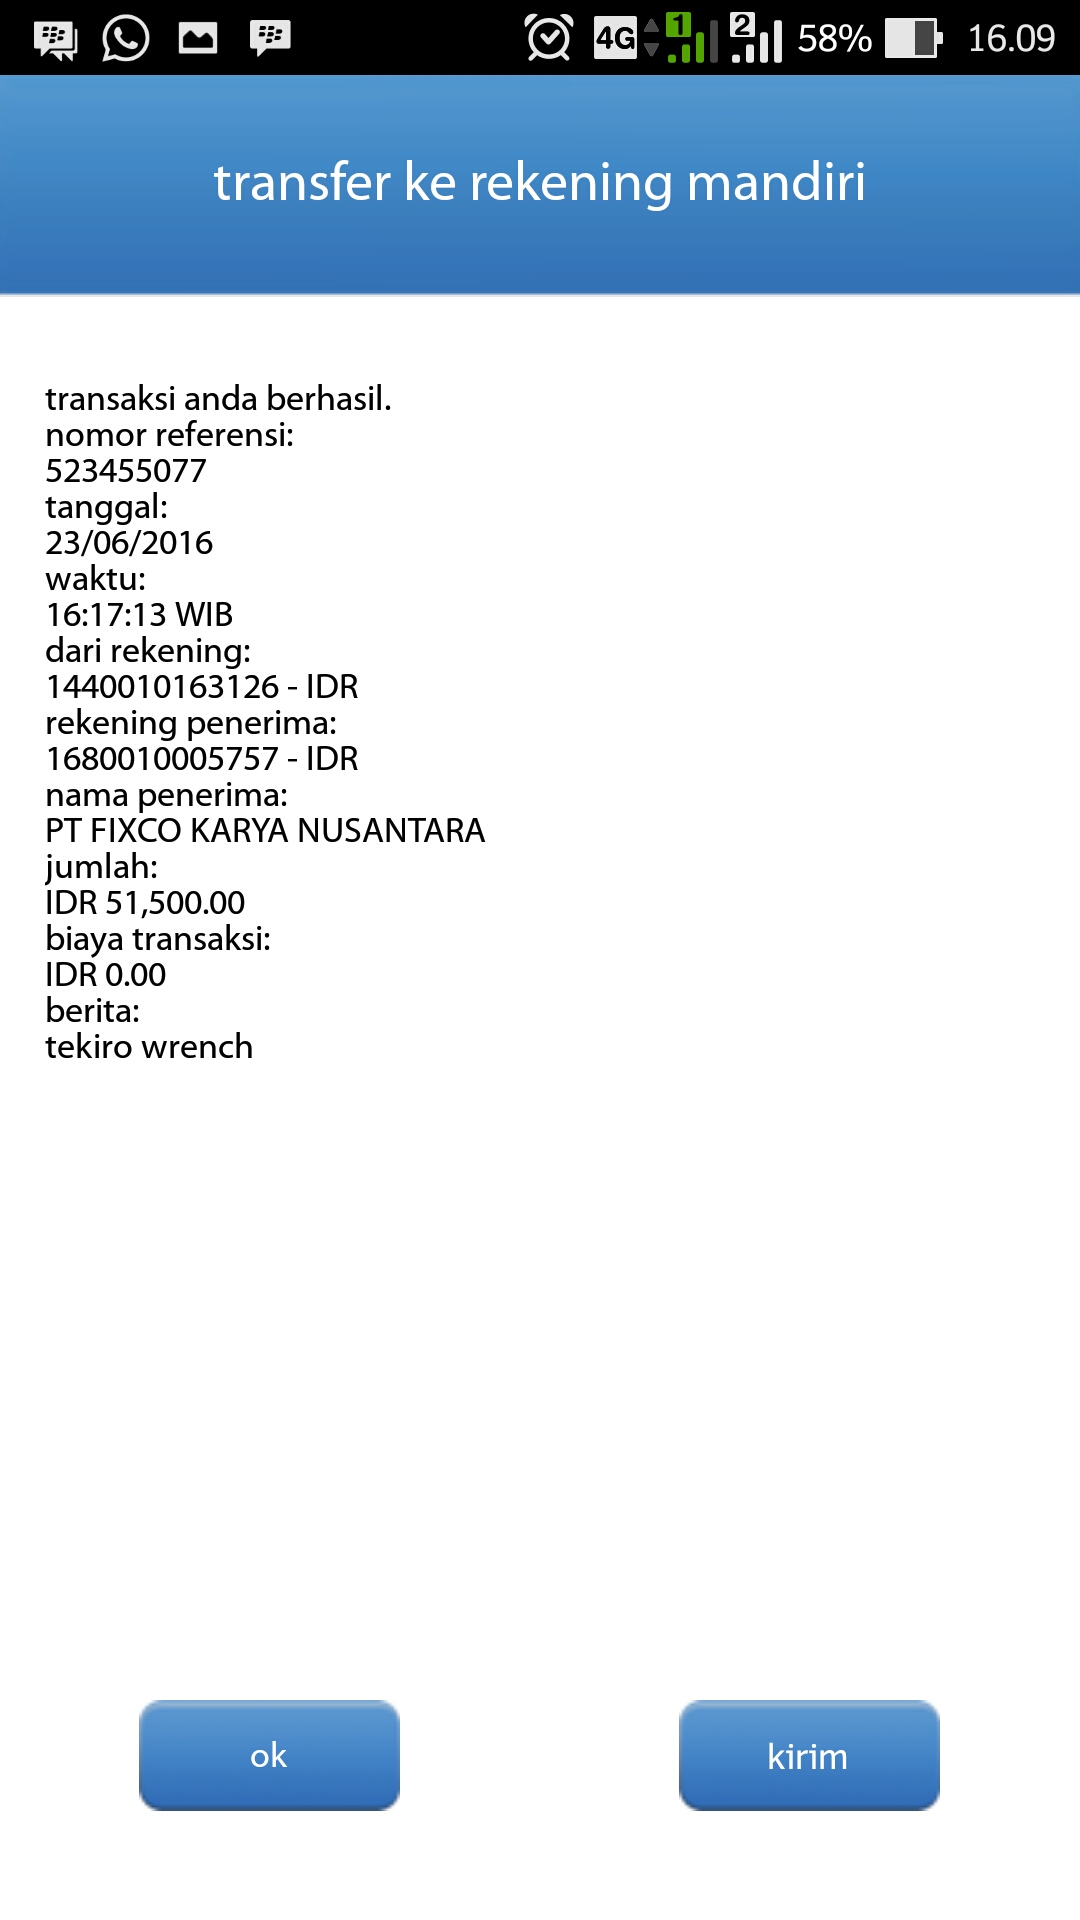 4G 1 2 58% 16.09
transfer ke rekening mandiri
transaksi anda berhasil.
nomor referensi:
523455077
tanggal:
23/06/2016
waktu:
16:17:13 WIB
dari rekening:
1440010163126 - IDR
rekening penerima:
1680010005757 - IDR
nama penerima:
PT FIXCO KARYA NUSANTARA
jumlah:
IDR 51,500.00
biaya transaksi:
IDR 0.00
berita:
tekiro wrench
ok kirim